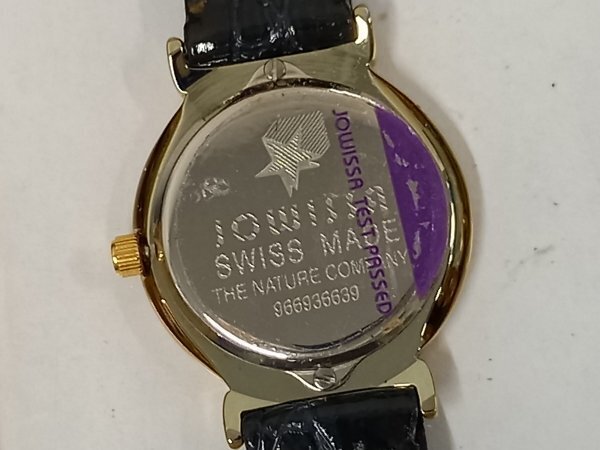 JOWISSA
SWISS MADE
THE NATURE COMPANY
966936639
JOWISSA TEST PASSED